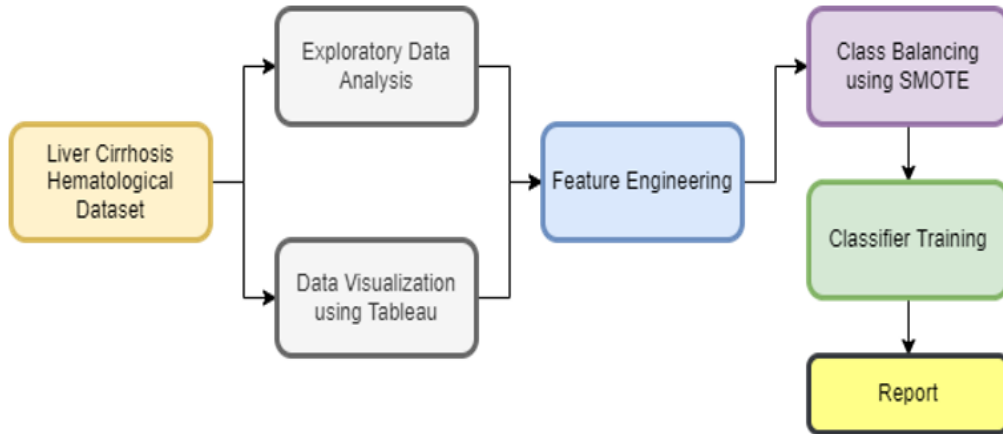 Liver Cirrhosis
Hematological
Dataset
Exploratory Data
Analysis
Data Visualization
using Tableau
Feature Engineering
Class Balancing
using SMOTE
Classifier Training
Report